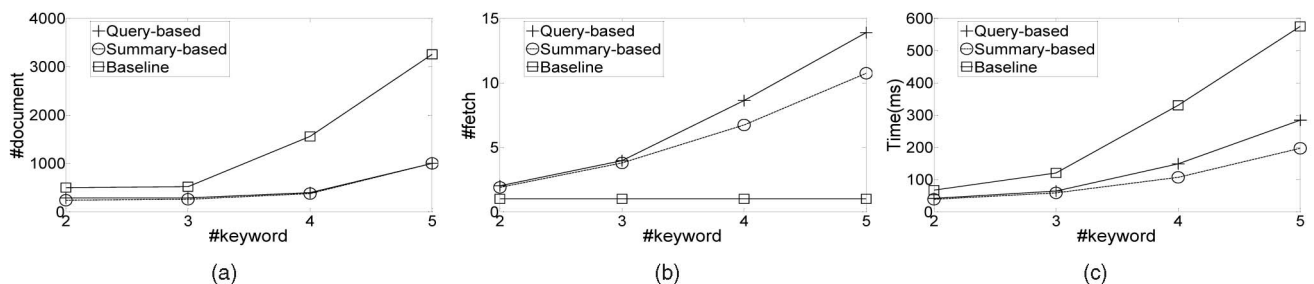 4000
3000
2000
1000
0
#document
Query-based
Summary-based
Baseline
2 3 4 5
#keyword
(a)
15
10
5
0
#fetch
Query-based
Summary-based
Baseline
2 3 4 5
#keyword
(b)
600
500
400
300
200
100
0
Time(ms)
Query-based
Summary-based
Baseline
2 3 4 5
#keyword
(c)